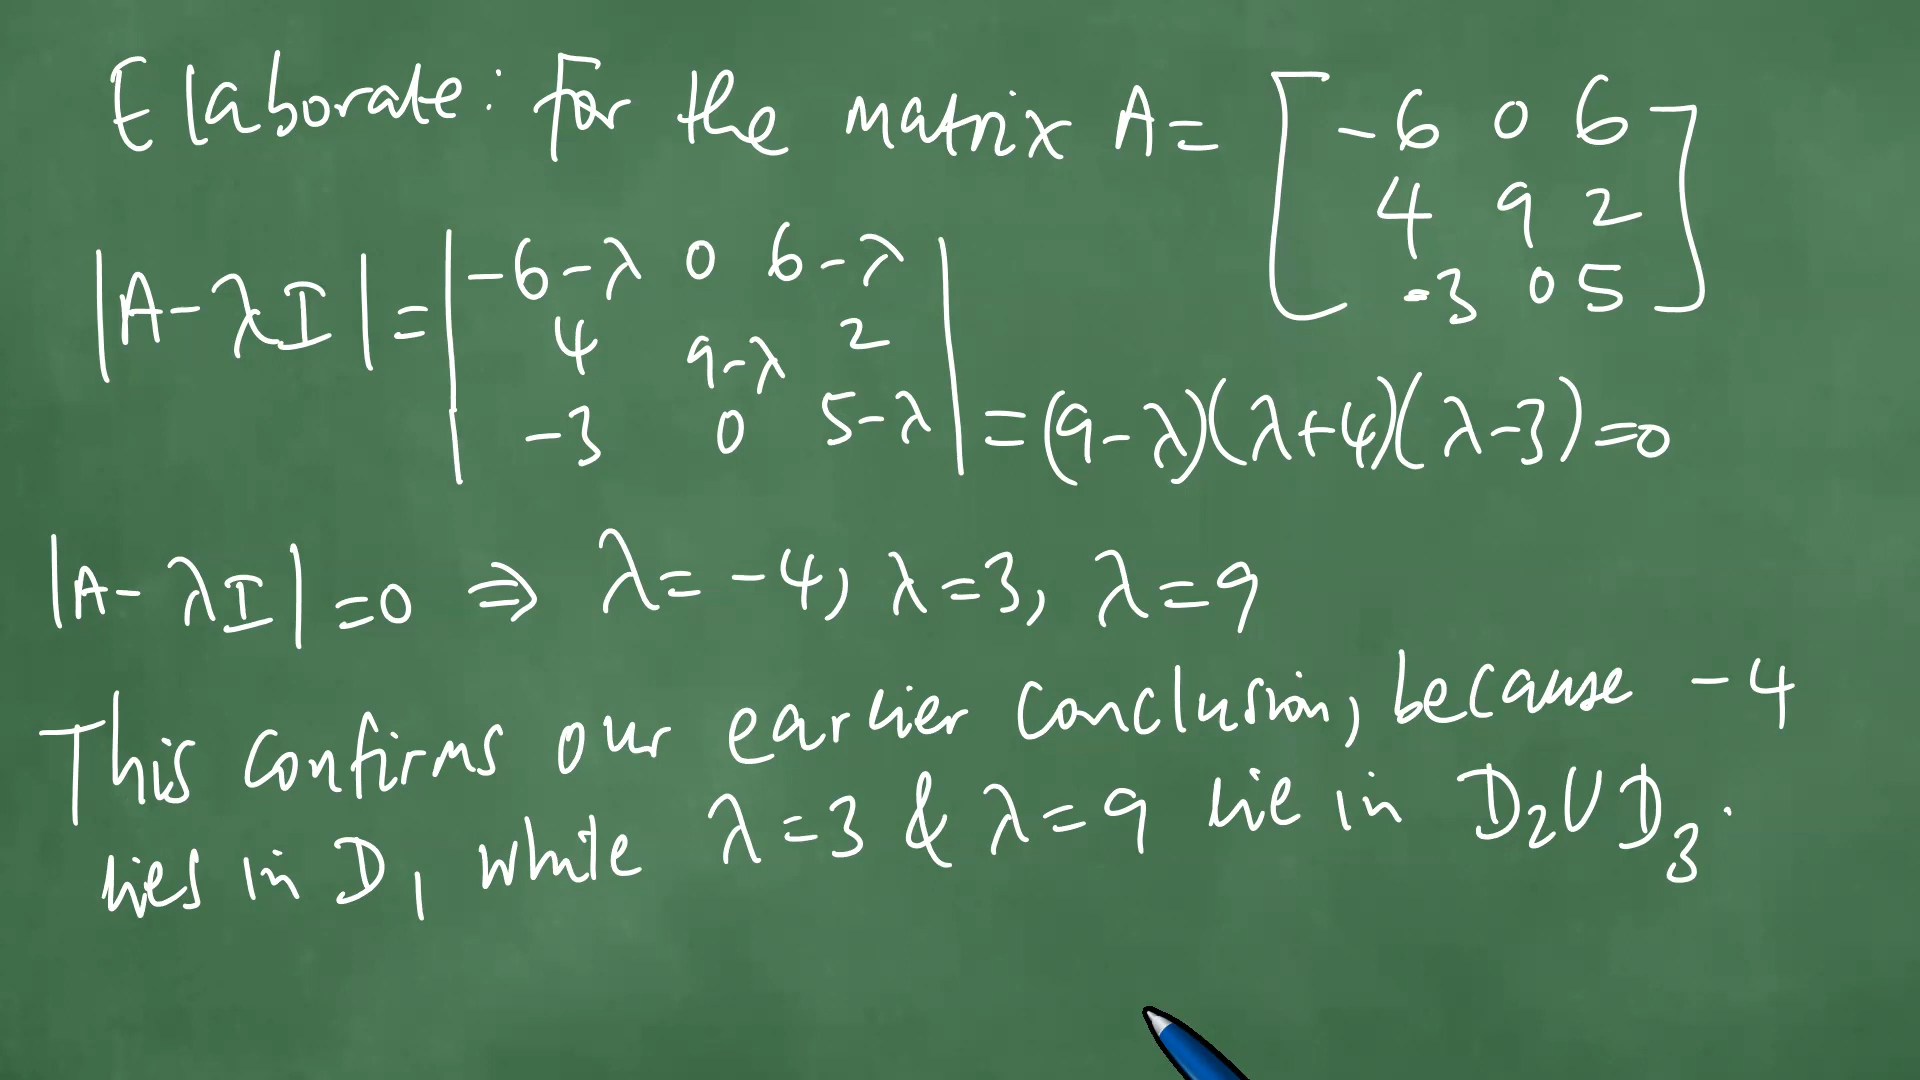 Elaborate: For the matrix A = [ -6 0 6
4 9 2
-3 0 5 ]
|A - λI| = | -6-λ 0 6-λ
4 9-λ 2
-3 0 5-λ | = (9-λ)(λ+4)(λ-3) = 0
|A - λI| = 0 ⇒ λ = -4, λ = 3, λ = 9
This confirms our earlier conclusion, because -4
lies in D₁ while λ = 3 & λ = 9 lie in D₂UD₃.